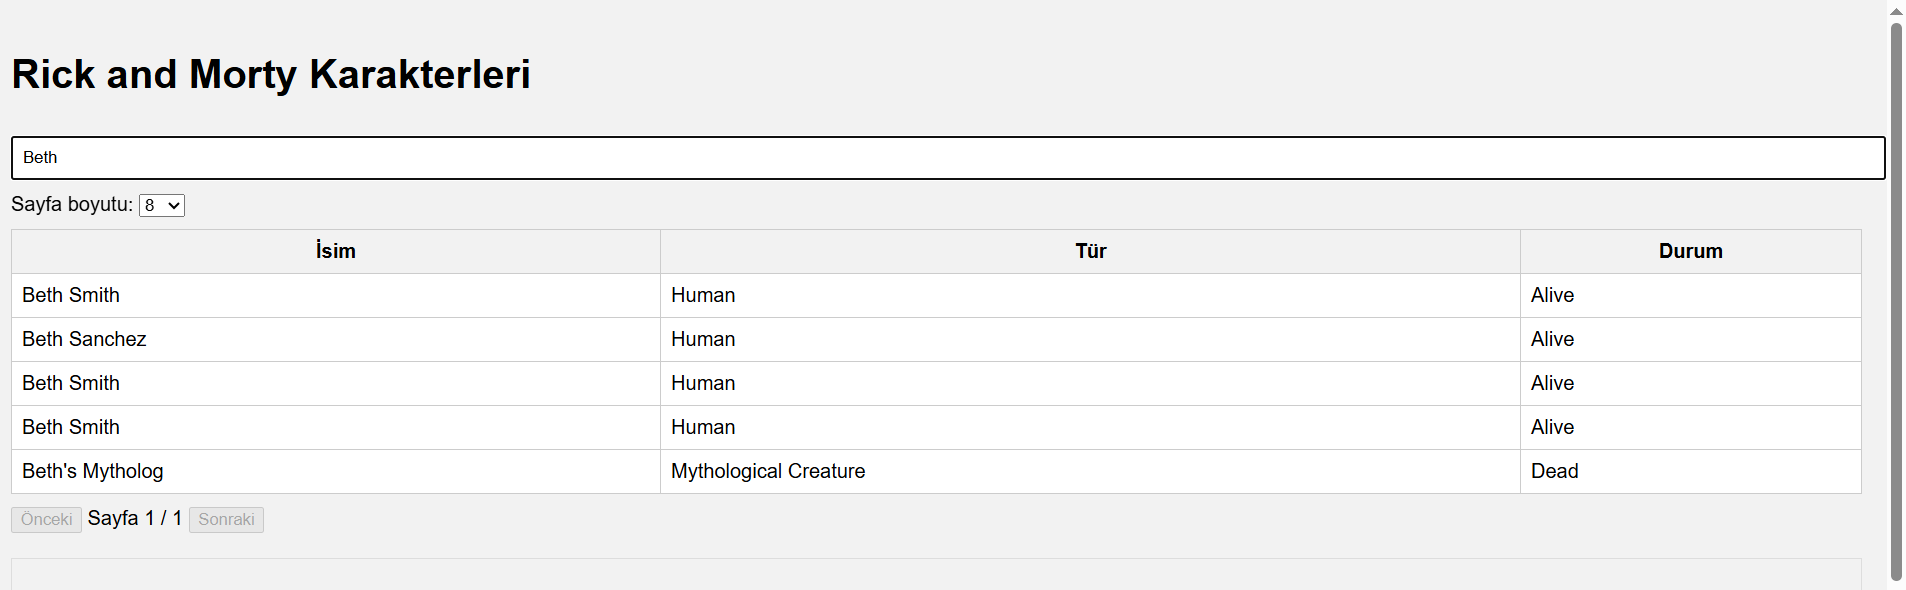 Rick and Morty Karakterleri
Beth
Sayfa boyutu: 8
İsim Tür Durum
Beth Smith Human Alive
Beth Sanchez Human Alive
Beth Smith Human Alive
Beth Smith Human Alive
Beth's Mytholog Mythological Creature Dead
Önceki Sayfa 1 / 1 Sonraki